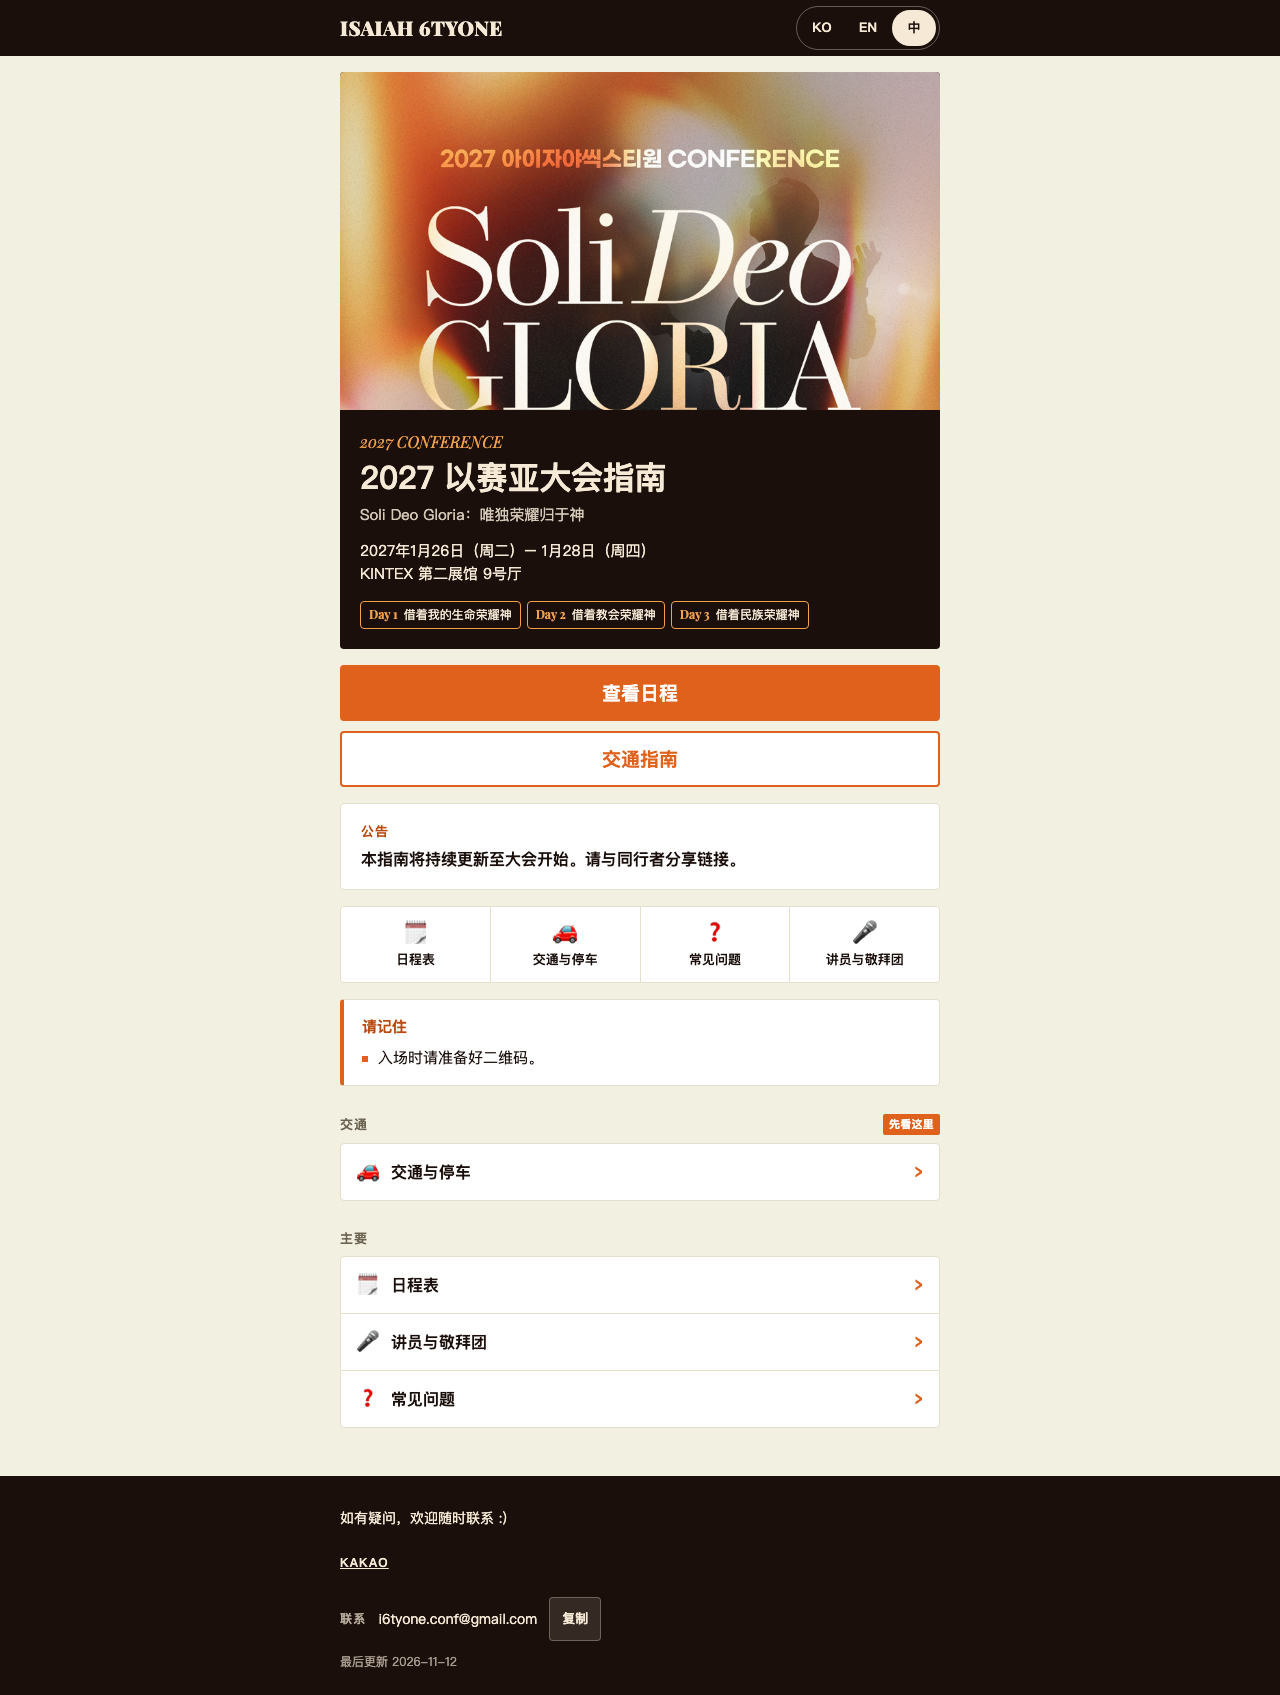 ISAIAH 6TYONE
KO EN 中
2027 아이자야씩스티원 CONFERENCE
Soli Deo
GLORIA
2027 CONFERENCE
2027 以赛亚大会指南
Soli Deo Gloria：唯独荣耀归于神
2027年1月26日（周二）— 1月28日（周四）
KINTEX 第二展馆 9号厅
Day 1 借着我的生命荣耀神
Day 2 借着教会荣耀神
Day 3 借着民族荣耀神
查看日程
交通指南
公告
本指南将持续更新至大会开始。请与同行者分享链接。
日程表
交通与停车
常见问题
讲员与敬拜团
请记住
入场时请准备好二维码。
交通
先看这里
交通与停车
主要
日程表
讲员与敬拜团
常见问题
如有疑问，欢迎随时联系 :)
KAKAO
联系 i6tyone.conf@gmail.com 复制
最后更新 2026-11-12